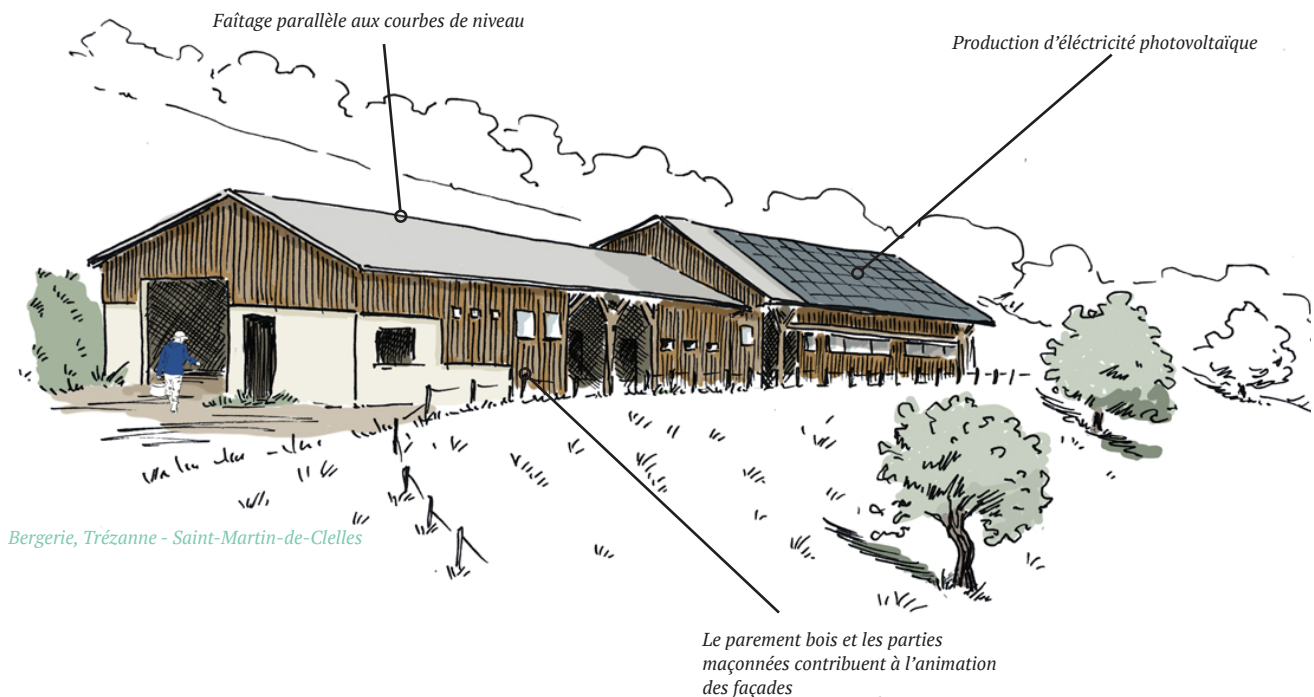 Faîtage parallèle aux courbes de niveau
Production d’éléctricité photovoltaïque
Bergerie, Trézanne - Saint-Martin-de-Clelles
Le parement bois et les parties
maçonnées contribuent à l’animation
des façades